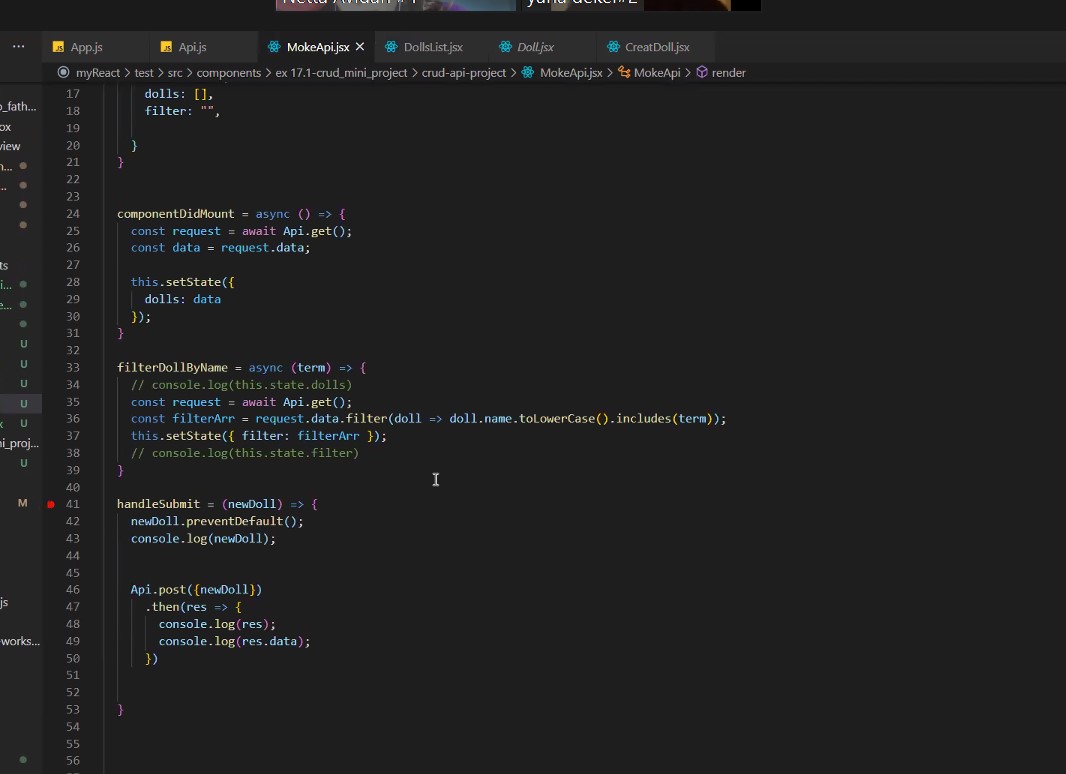 Netta Avidan # 1
yana dekel#2
App.js
Api.js
MokeApi.jsx
DollsList.jsx
Doll.jsx
CreatDoll.jsx
myReact > test > src > components > ex 17.1-crud_mini_project > crud-api-project > MokeApi.jsx > MokeApi > render
17 dolls: [],
18 filter: "",
19
20 }
21 }
22
23
24 componentDidMount = async () => {
25 const request = await Api.get();
26 const data = request.data;
27
28 this.setState({
29 dolls: data
30 });
31 }
32
33 filterDollByName = async (term) => {
34 // console.log(this.state.dolls)
35 const request = await Api.get();
36 const filterArr = request.data.filter(doll => doll.name.toLowerCase().includes(term));
37 this.setState({ filter: filterArr });
38 // console.log(this.state.filter)
39 }
40
41 handleSubmit = (newDoll) => {
42 newDoll.preventDefault();
43 console.log(newDoll);
44
45
46 Api.post({newDoll})
47 .then(res => {
48 console.log(res);
49 console.log(res.data);
50 })
51
52
53 }
54
55
56
o_fath...
ox
view
n...
...
ts
i...
e...
U
U
U
U
x U
ni_proj...
U
M
js
works...